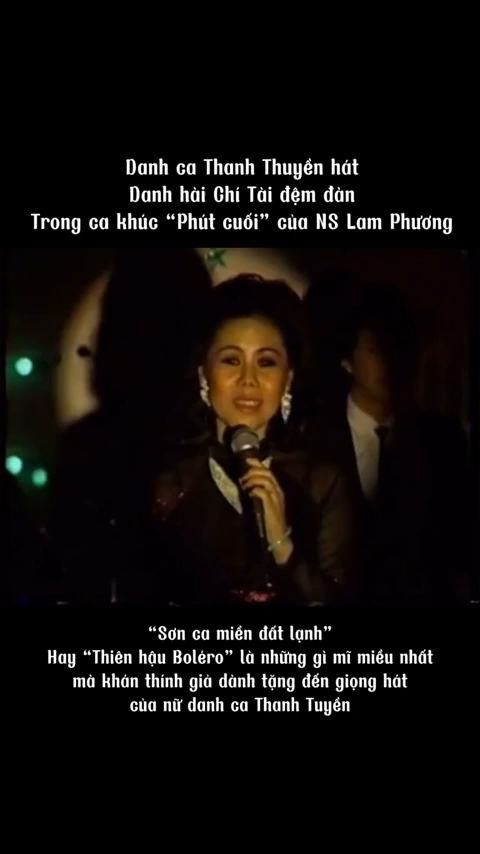 Danh ca Thanh Thuyền hát
Danh hài Chí Tài đệm đàn
Trong ca khúc “Phút cuối” của NS Lam Phương
“Sơn ca miền đất lạnh”
Hay “Thiên hậu Boléro” là những gì mĩ miều nhất
mà khán thính giả dành tặng đến giọng hát
của nữ danh ca Thanh Tuyền